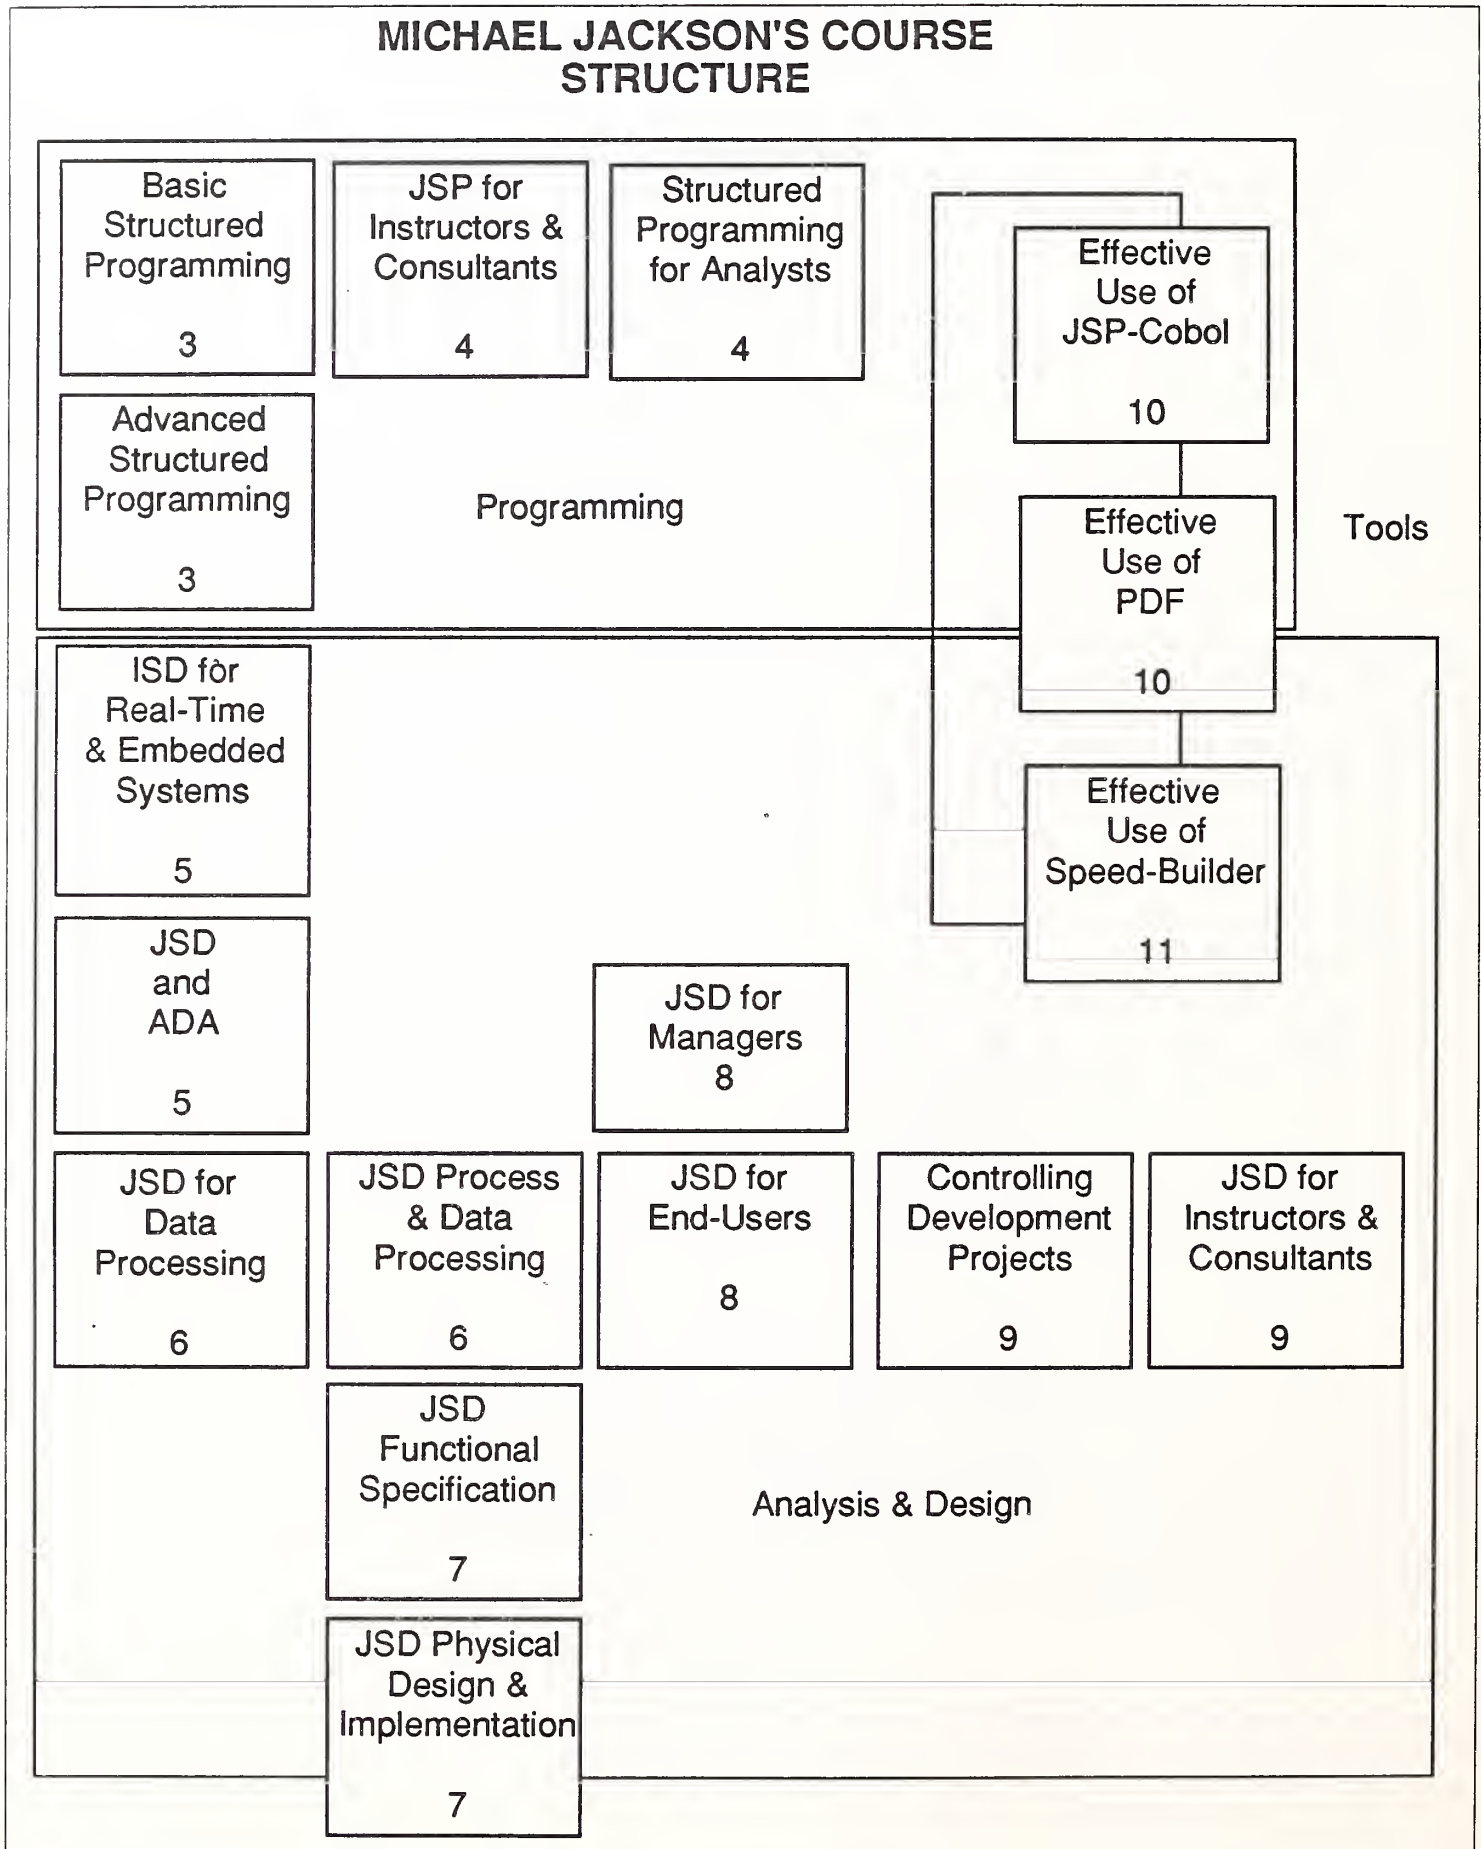 MICHAEL JACKSON'S COURSE
STRUCTURE
Basic
Structured
Programming
3
JSP for
Instructors &
Consultants
4
Structured
Programming
for Analysts
4
Effective
Use of
JSP-Cobol
10
Advanced
Structured
Programming
3
Programming
Effective
Use of
PDF
10
Tools
ISD for
Real-Time
& Embedded
Systems
5
Effective
Use of
Speed-Builder
11
JSD
and
ADA
5
JSD for
Managers
8
JSD for
Data
Processing
6
JSD Process
& Data
Processing
6
JSD for
End-Users
8
Controlling
Development
Projects
9
JSD for
Instructors &
Consultants
9
JSD
Functional
Specification
7
Analysis & Design
JSD Physical
Design &
Implementation
7